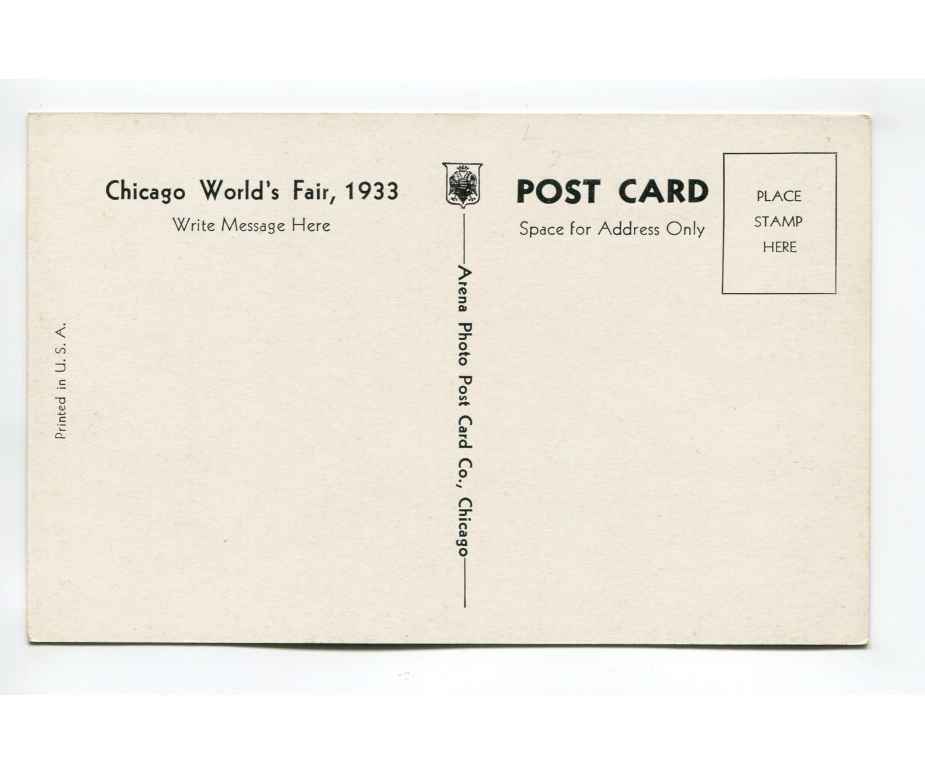 Chicago World's Fair, 1933
Write Message Here
Printed in U. S. A.
Arena Photo Post Card Co., Chicago
POST CARD
Space for Address Only
PLACE
STAMP
HERE